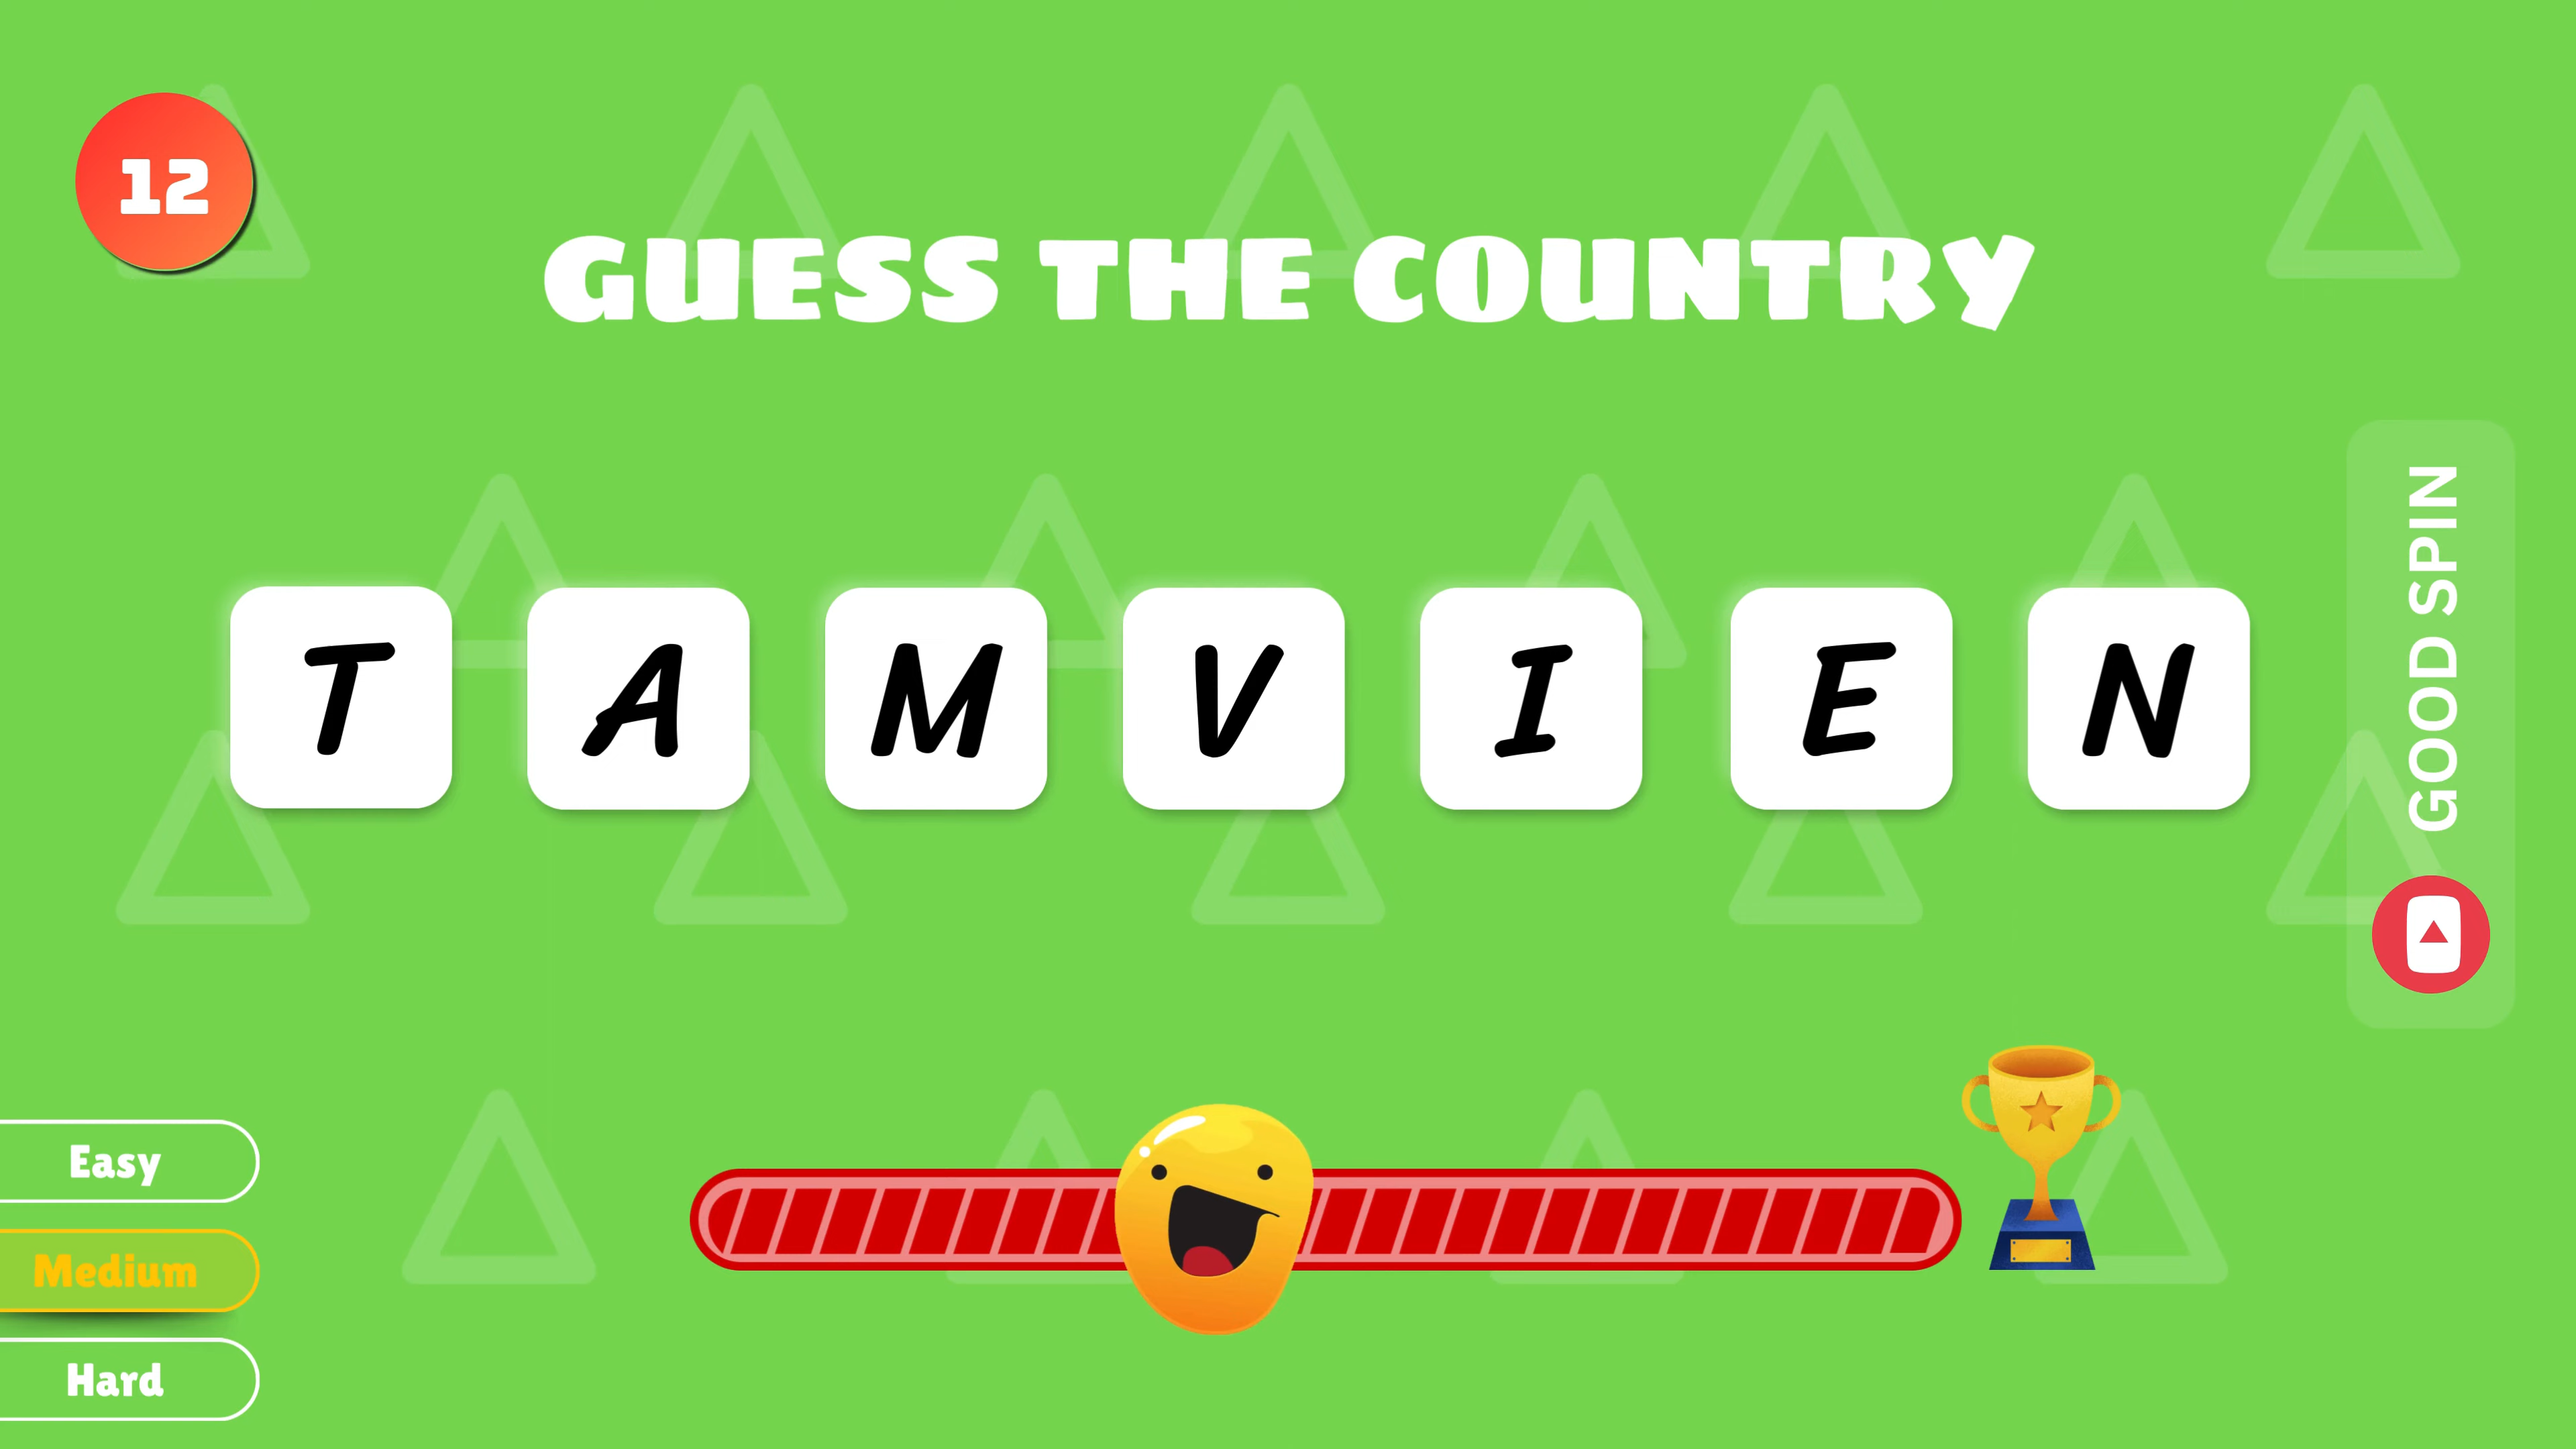 12
GUESS THE COUNTRY
T A M V I E N
GOOD SPIN
Easy
Medium
Hard